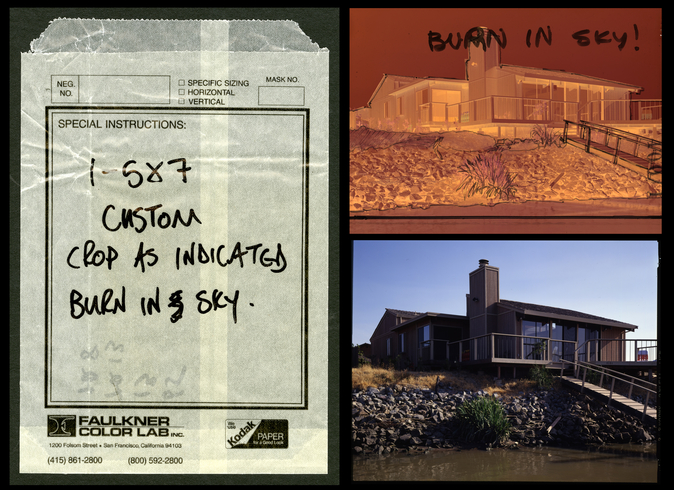 NEG. NO.
☐ SPECIFIC SIZING
☐ HORIZONTAL
☐ VERTICAL
MASK NO.
SPECIAL INSTRUCTIONS:
1-5X7
CUSTOM
CROP AS INDICATED
BURN IN SKY.
FAULKNER
COLOR LAB INC.
1200 Folsom Street • San Francisco, California 94103
(415) 861-2800 (800) 592-2800
We use
Kodak PAPER
for a Good Look
BURN IN SKY!